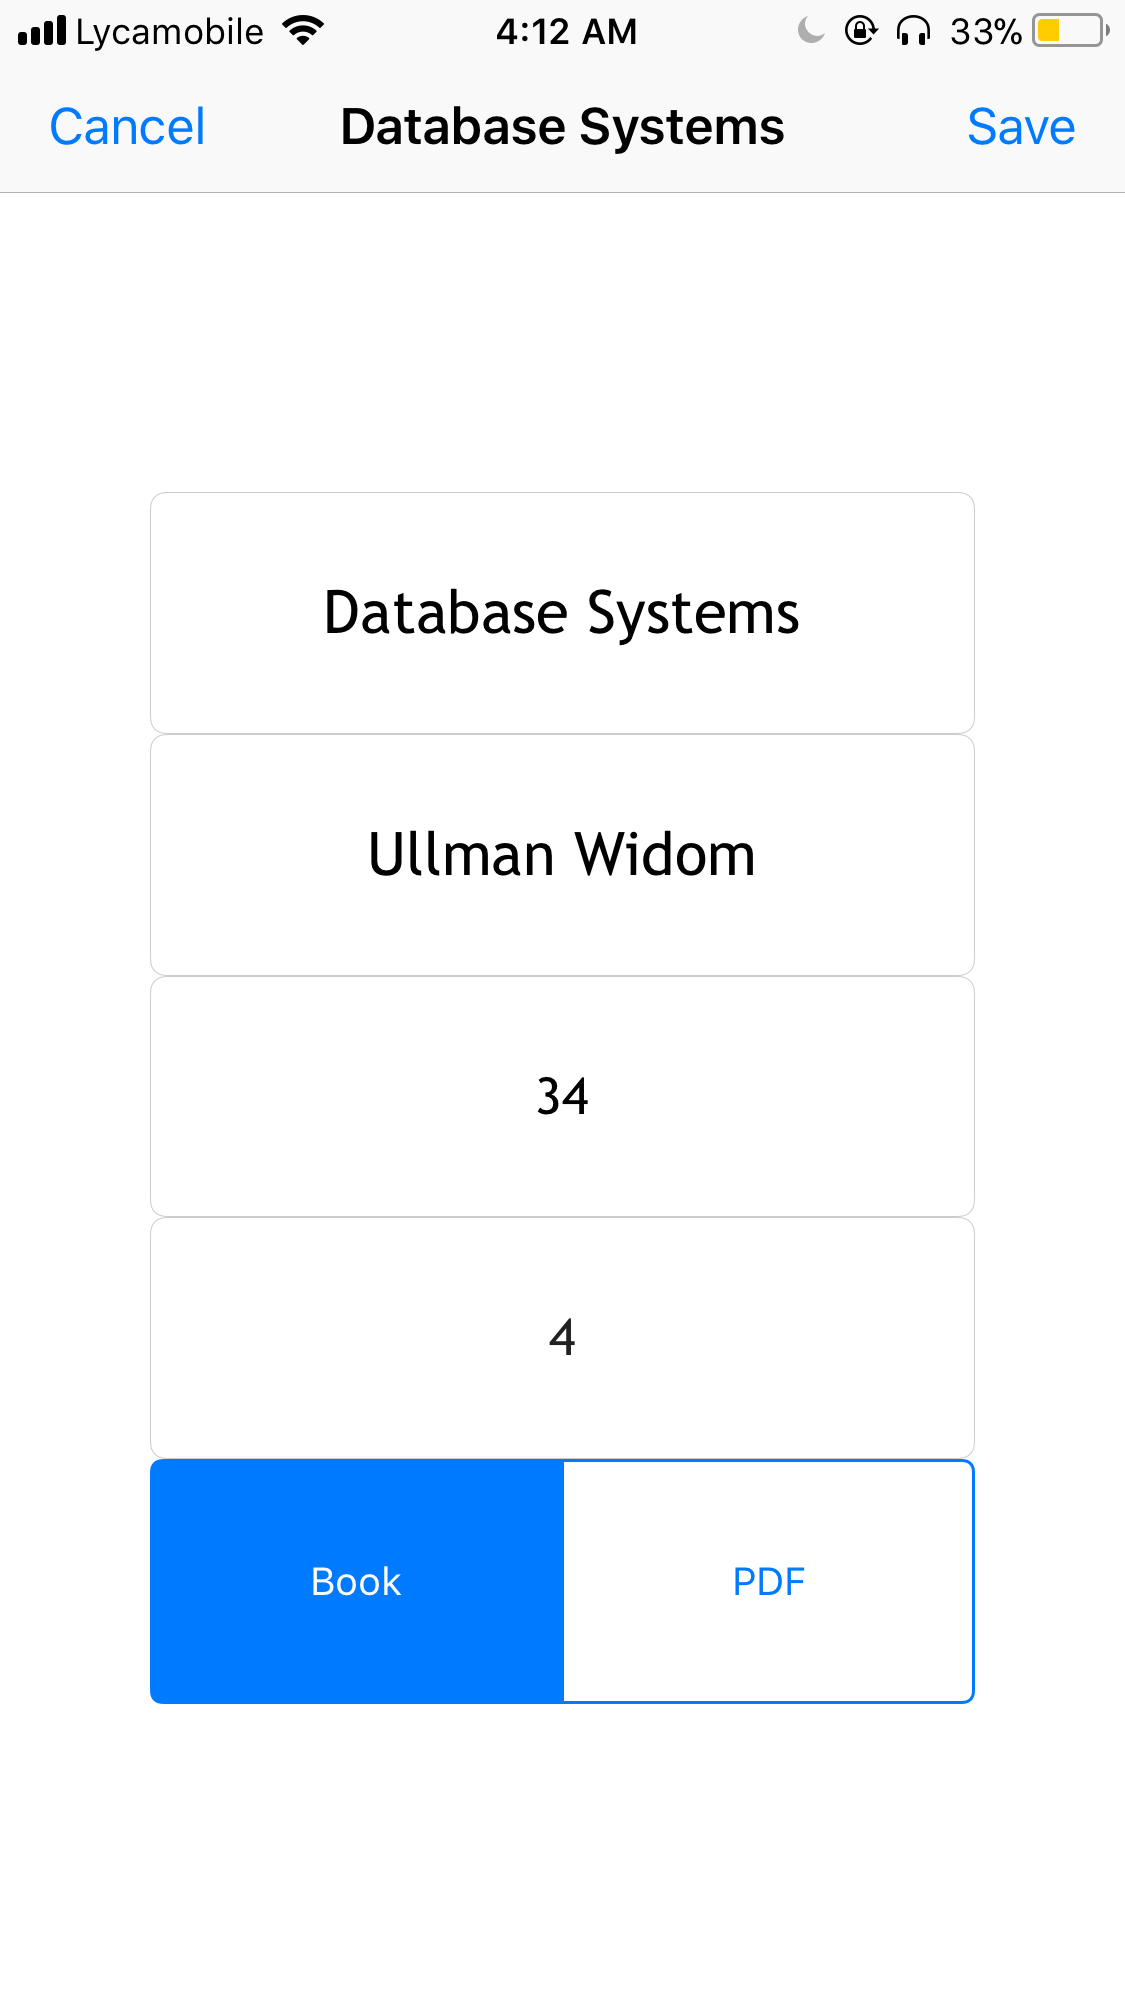 Lycamobile 4:12 AM 33%
Cancel Database Systems Save
Database Systems
Ullman Widom
34
4
Book PDF